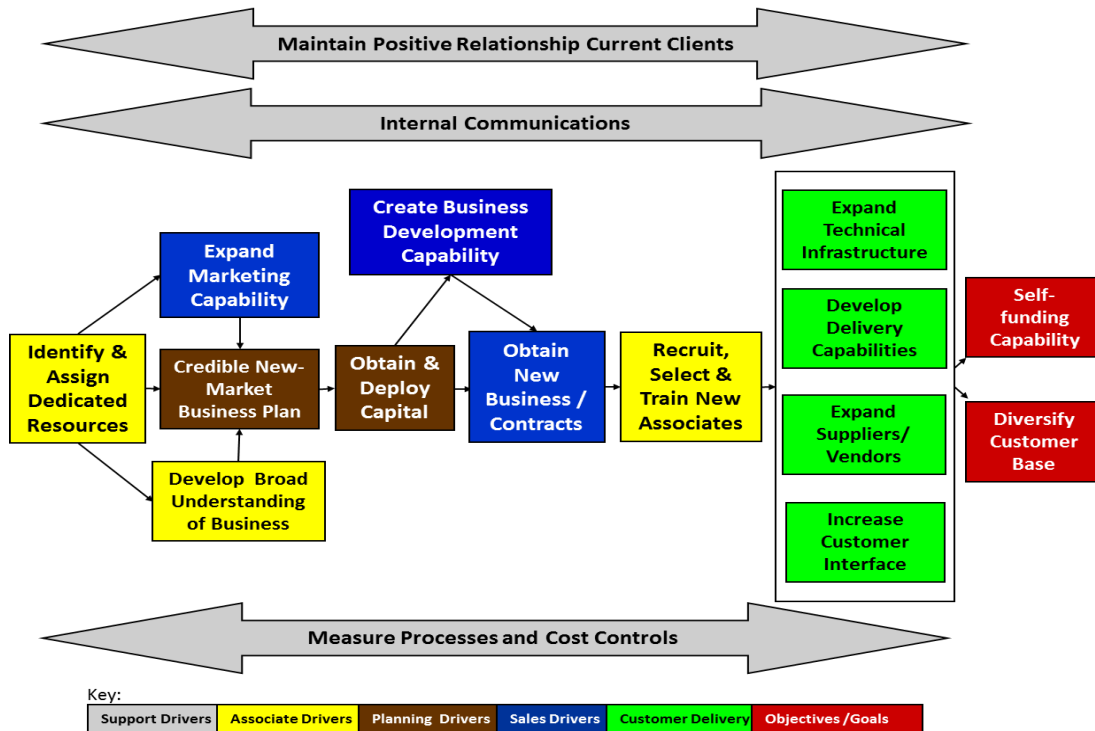 Maintain Positive Relationship Current Clients
Internal Communications
Create Business
Development
Capability
Expand
Marketing
Capability
Identify &
Assign
Dedicated
Resources
Credible New-
Market
Business Plan
Develop Broad
Understanding
of Business
Obtain &
Deploy
Capital
Obtain
New
Business /
Contracts
Recruit,
Select &
Train New
Associates
Expand
Technical
Infrastructure
Develop
Delivery
Capabilities
Expand
Suppliers/
Vendors
Increase
Customer
Interface
Self-
funding
Capability
Diversify
Customer
Base
Measure Processes and Cost Controls
Key:
Support Drivers
Associate Drivers
Planning Drivers
Sales Drivers
Customer Delivery
Objectives /Goals